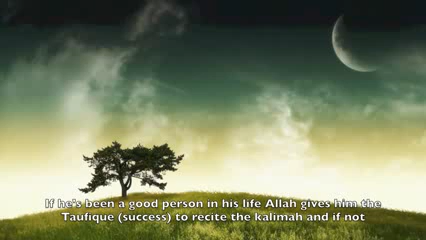 If he's been a good person in his life Allah gives him the
Taufique (success) to recite the kalimah and if not